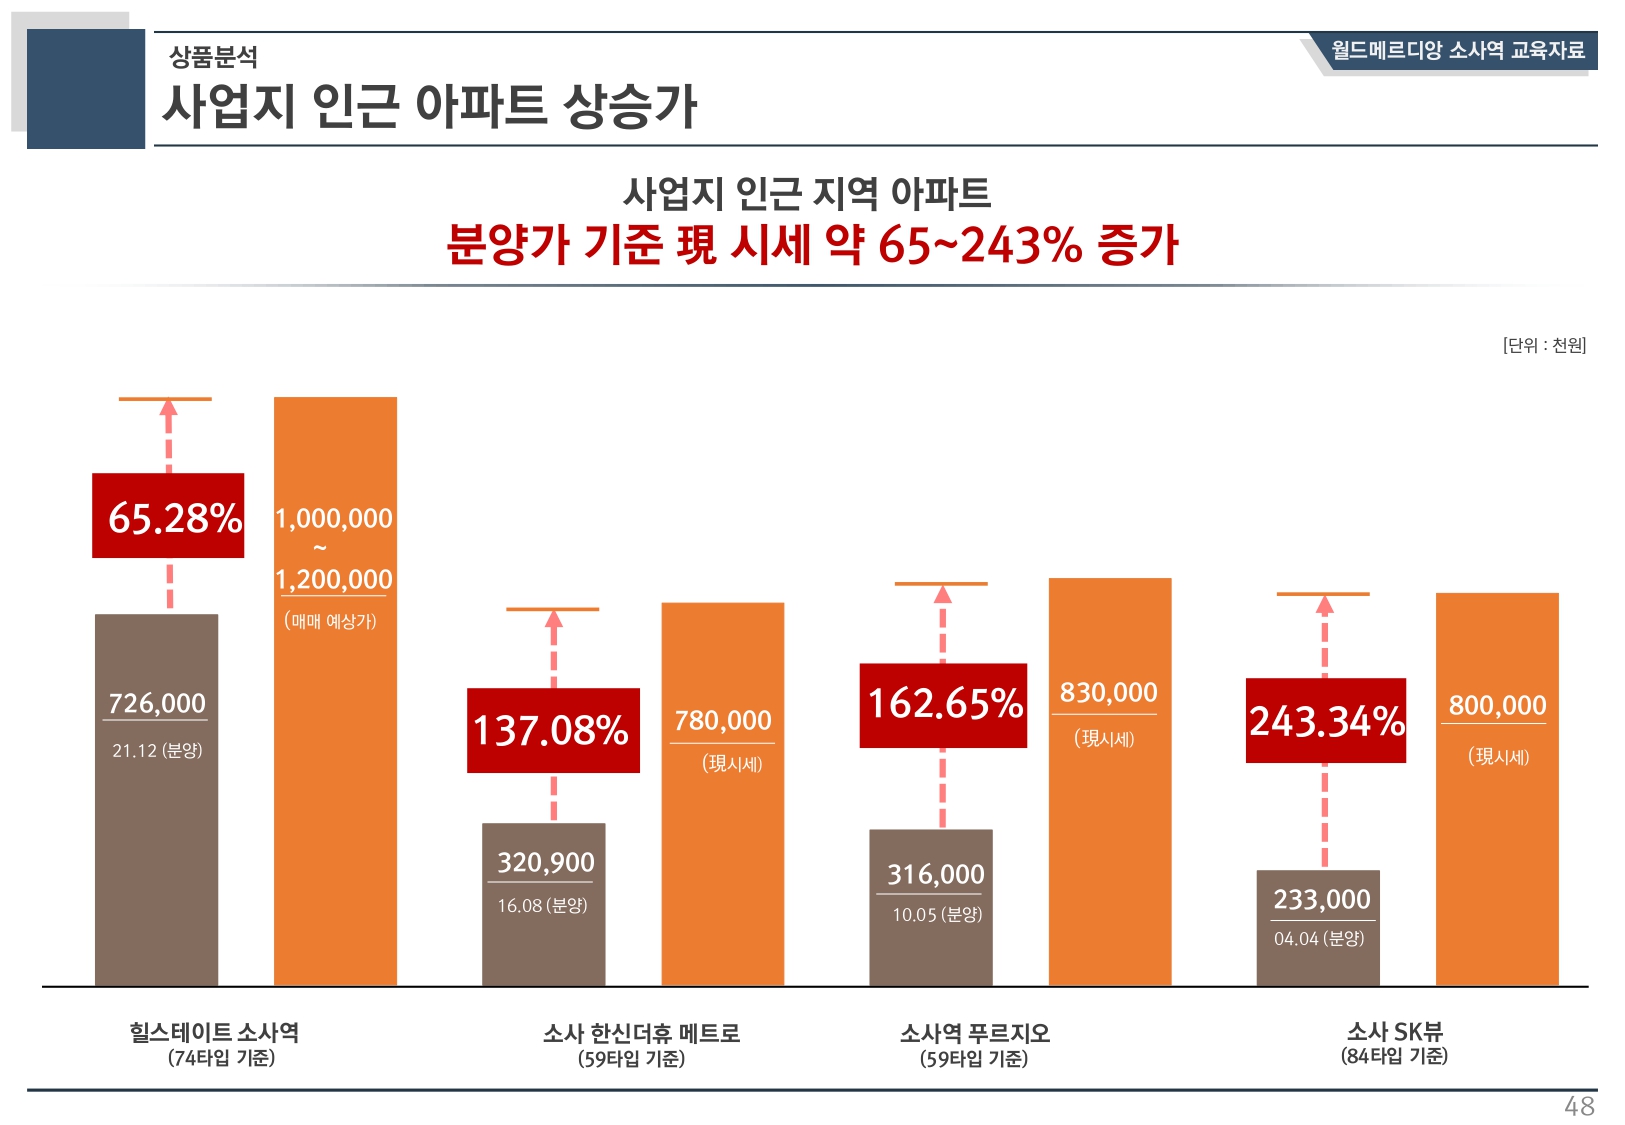 상품분석
월드메르디앙 소사역 교육자료
사업지 인근 아파트 상승가
사업지 인근 지역 아파트
분양가 기준 現 시세 약 65~243% 증가
[단위 : 천원]
65.28%
1,000,000
~
1,200,000
(매매 예상가)
726,000
21.12 (분양)
137.08%
780,000
(現시세)
320,900
16.08 (분양)
162.65%
830,000
(現시세)
316,000
10.05 (분양)
243.34%
800,000
(現시세)
233,000
04.04 (분양)
힐스테이트 소사역
(74타입 기준)
소사 한신더휴 메트로
(59타입 기준)
소사역 푸르지오
(59타입 기준)
소사 SK뷰
(84타입 기준)
48